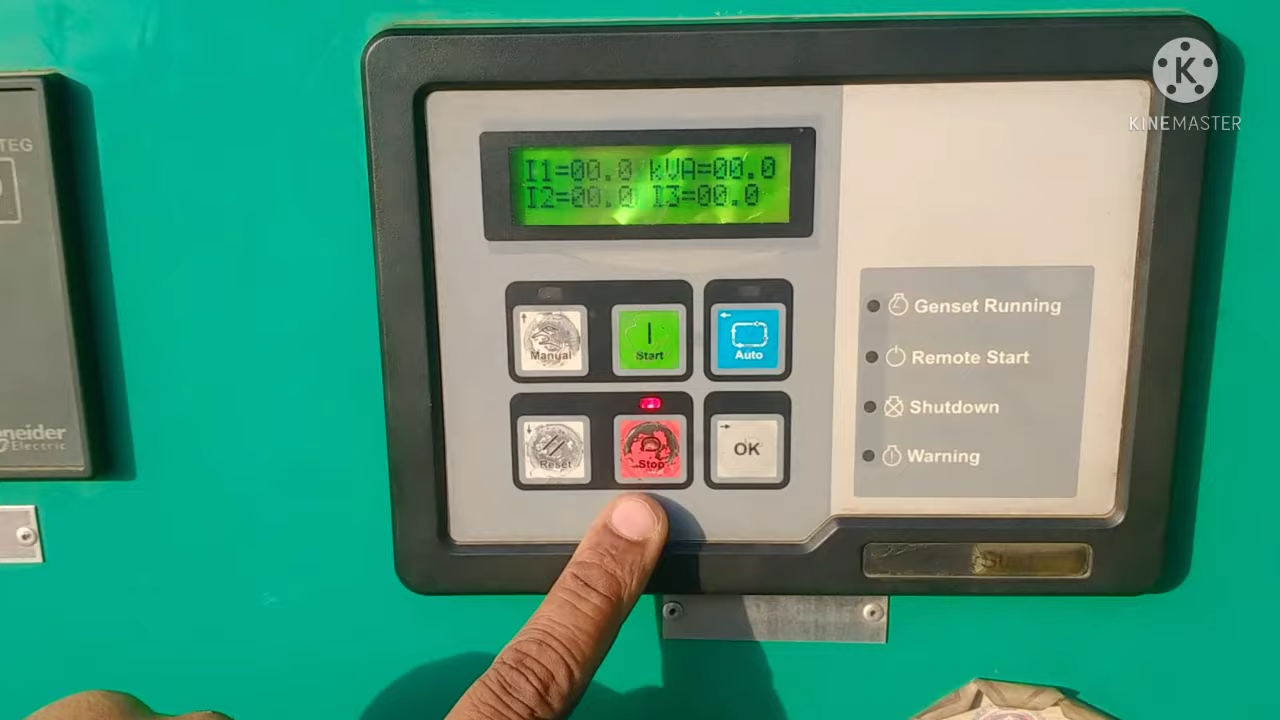 TEG
neider
Electric
I1=00.0 kVA=00.0
I2=00.0 I3=00.0
Manual
Start
Auto
Reset
Stop
OK
Genset Running
Remote Start
Shutdown
Warning
K
KINEMASTER